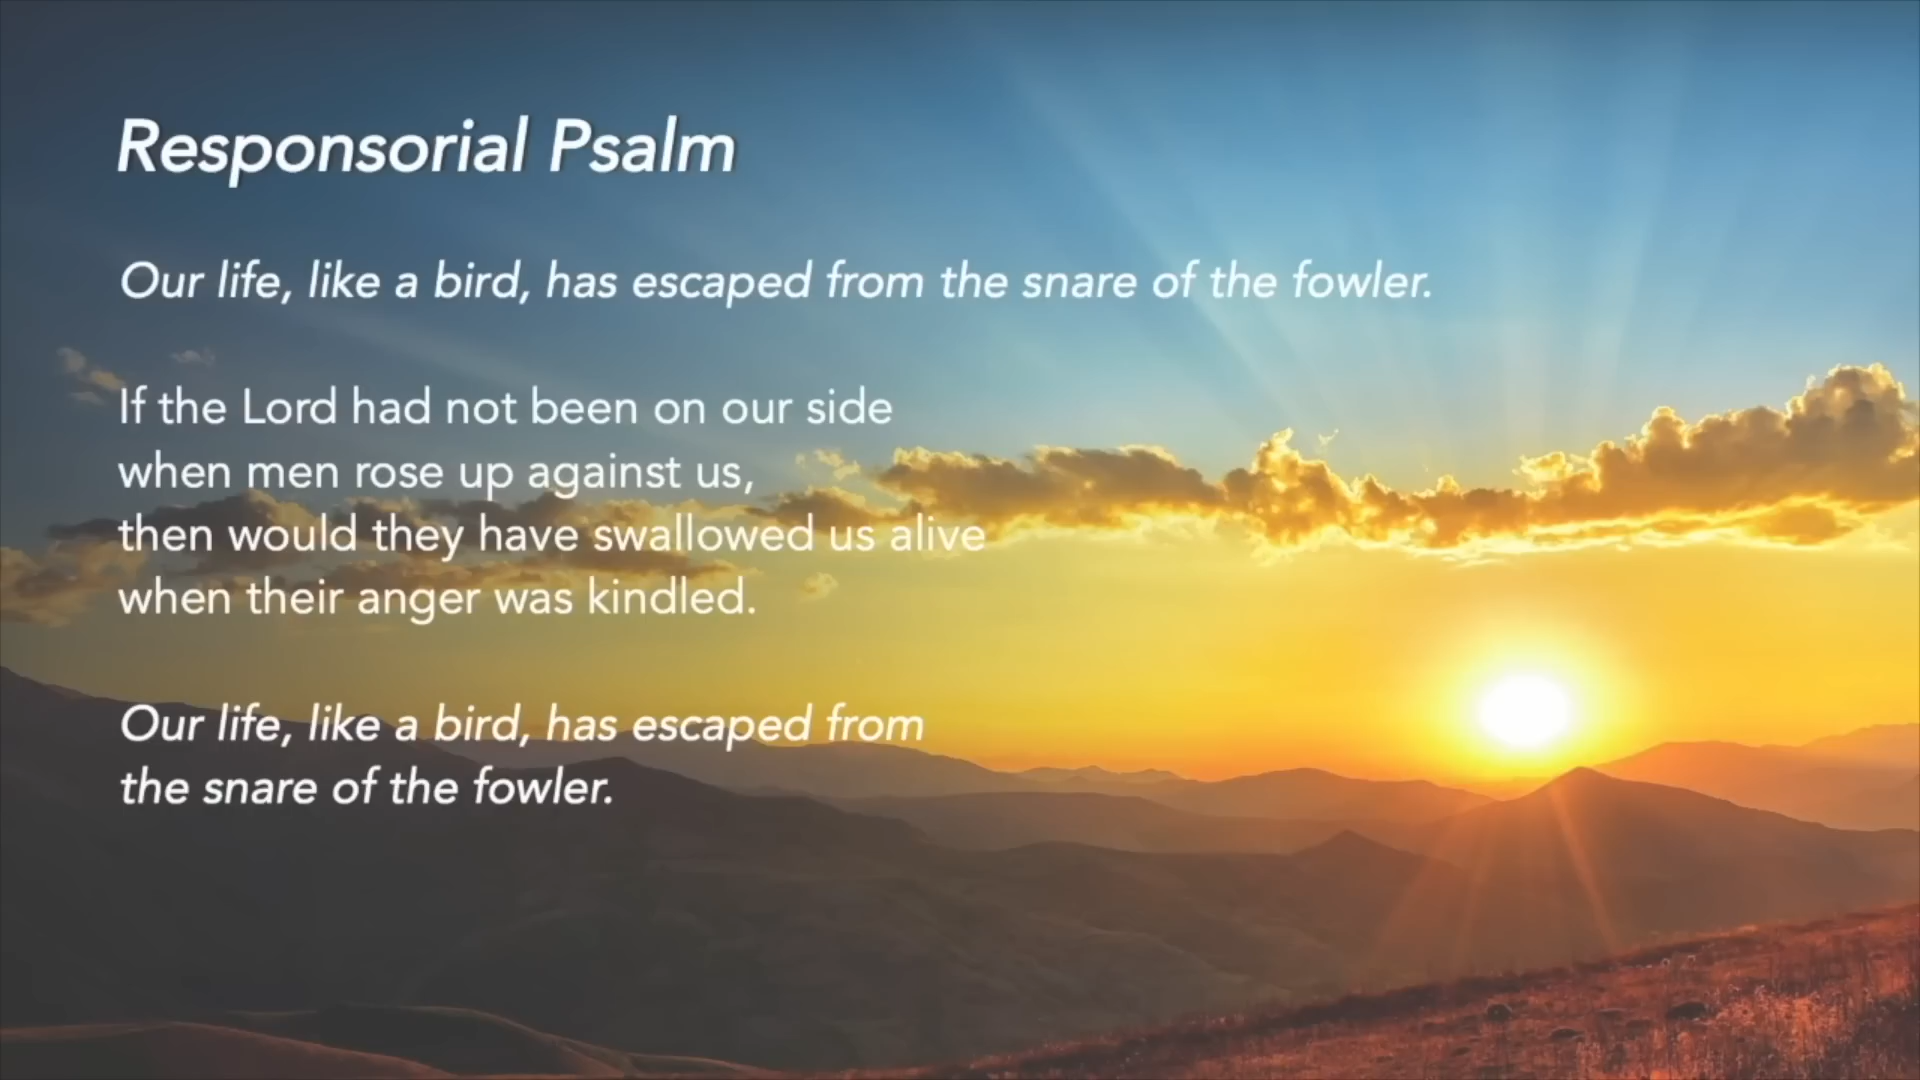 Responsorial Psalm
Our life, like a bird, has escaped from the snare of the fowler.
If the Lord had not been on our side
when men rose up against us,
then would they have swallowed us alive
when their anger was kindled.
Our life, like a bird, has escaped from
the snare of the fowler.